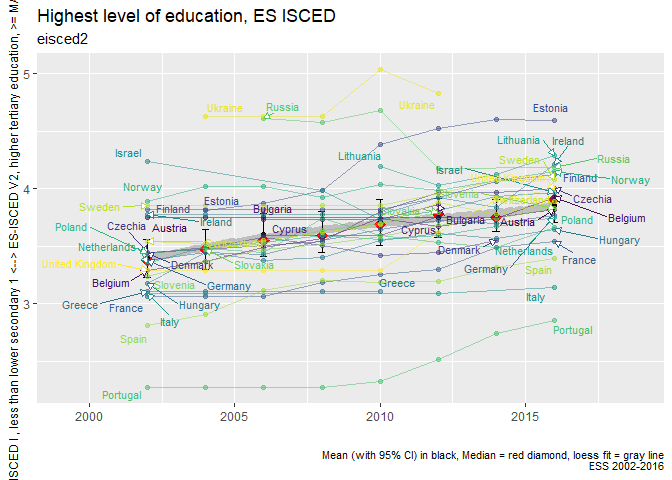 Highest level of education, ES ISCED
eisced2
ISCED I , less than lower secondary 1 <-- ES-ISCED V2, higher tertiary education, >= MA
5
4
3
2000
2005
2010
2015
Ukraine
Russia
Ukraine
Estonia
Israel
Lithuania
Lithuania
Ireland
Norway
Israel
Sweden
Russia
Finland
Norway
Sweden
Finland
Estonia
Bulgaria
Czechia
Poland
Czechia
Austria
Ireland
Cyprus
Cyprus
Bulgaria
Austria
Belgium
Poland
Netherlands
Netherlands
Hungary
United Kingdom
Denmark
Slovenia
Slovakia
Denmark
Germany
Finland
Belgium
Slovenia
Germany
Greece
Spain
Greece
France
Hungary
Italy
Italy
Spain
Portugal
Portugal
Mean (with 95% CI) in black, Median = red diamond, loess fit = gray line
ESS 2002-2016